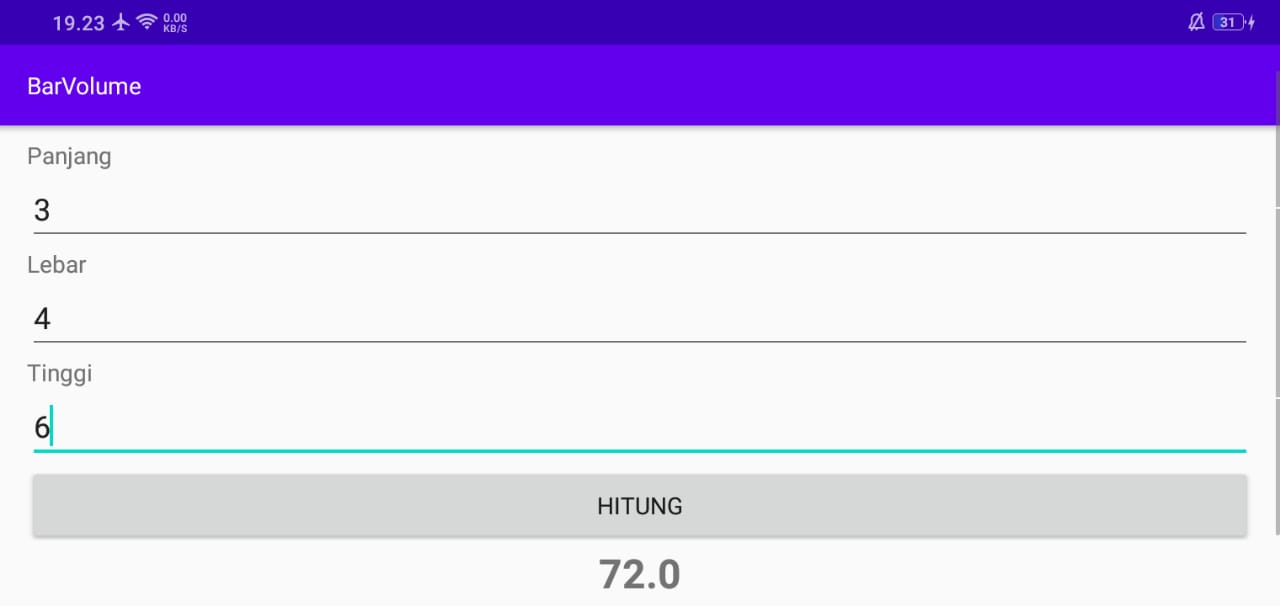 19.23 0.00 KB/S 31
BarVolume
Panjang
3
Lebar
4
Tinggi
6
HITUNG
72.0